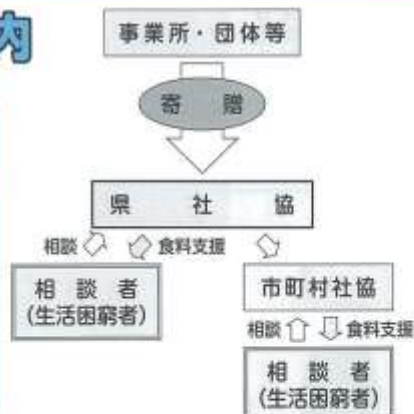 内
事業所・団体等
寄贈
県社協
相談
食料支援
相談者
(生活困窮者)
市町村社協
相談
食料支援
相談者
(生活困窮者)